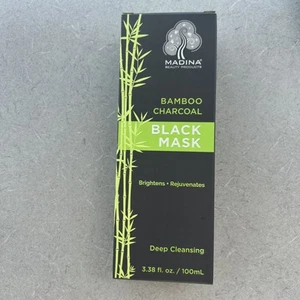 MADINA®
BEAUTY PRODUCTS
BAMBOO
CHARCOAL
BLACK
MASK
Brightens • Rejuvenates
Deep Cleansing
3.38 fl. oz. / 100mL